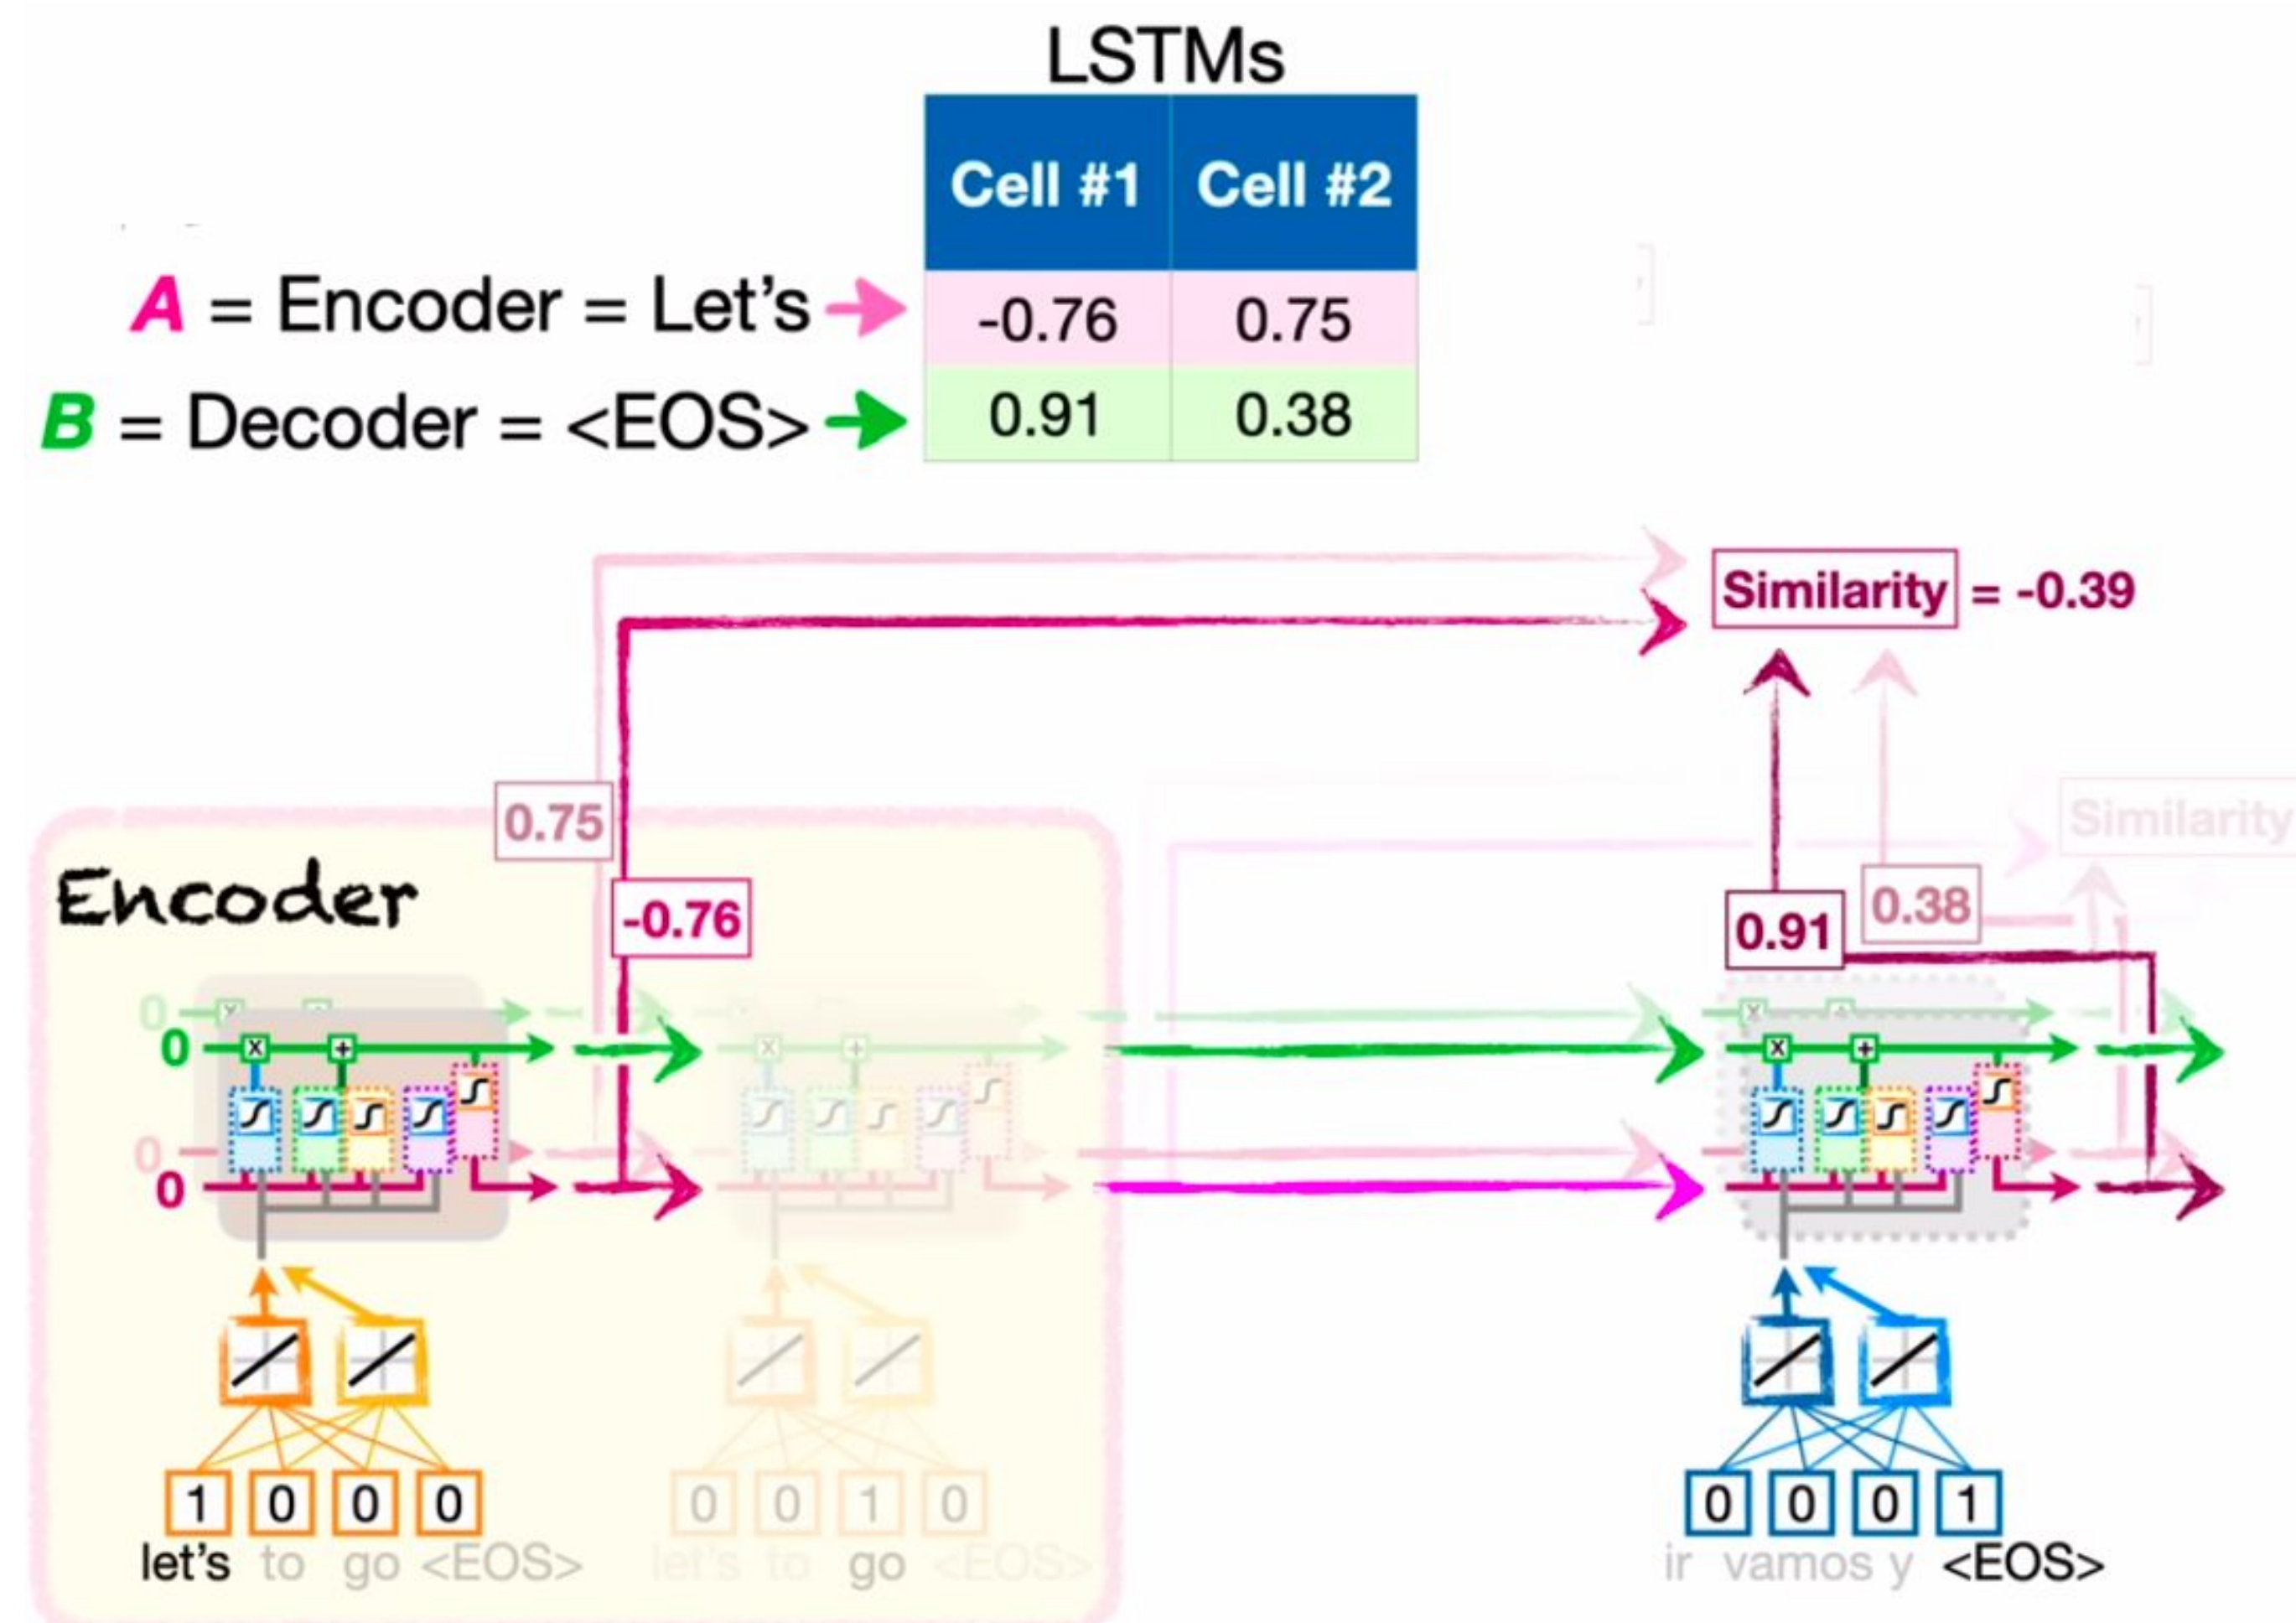 LSTMs
Cell #1 Cell #2
A = Encoder = Let's -0.76 0.75
B = Decoder = <EOS> 0.91 0.38
Similarity = -0.39
0.75
Similarity
Encoder
-0.76
0.91 0.38
0
0 x + x +
0
0
1 0 0 0
let's to go <EOS>
0 0 1 0
let's to go <EOS>
0 0 0 1
ir vamos y <EOS>